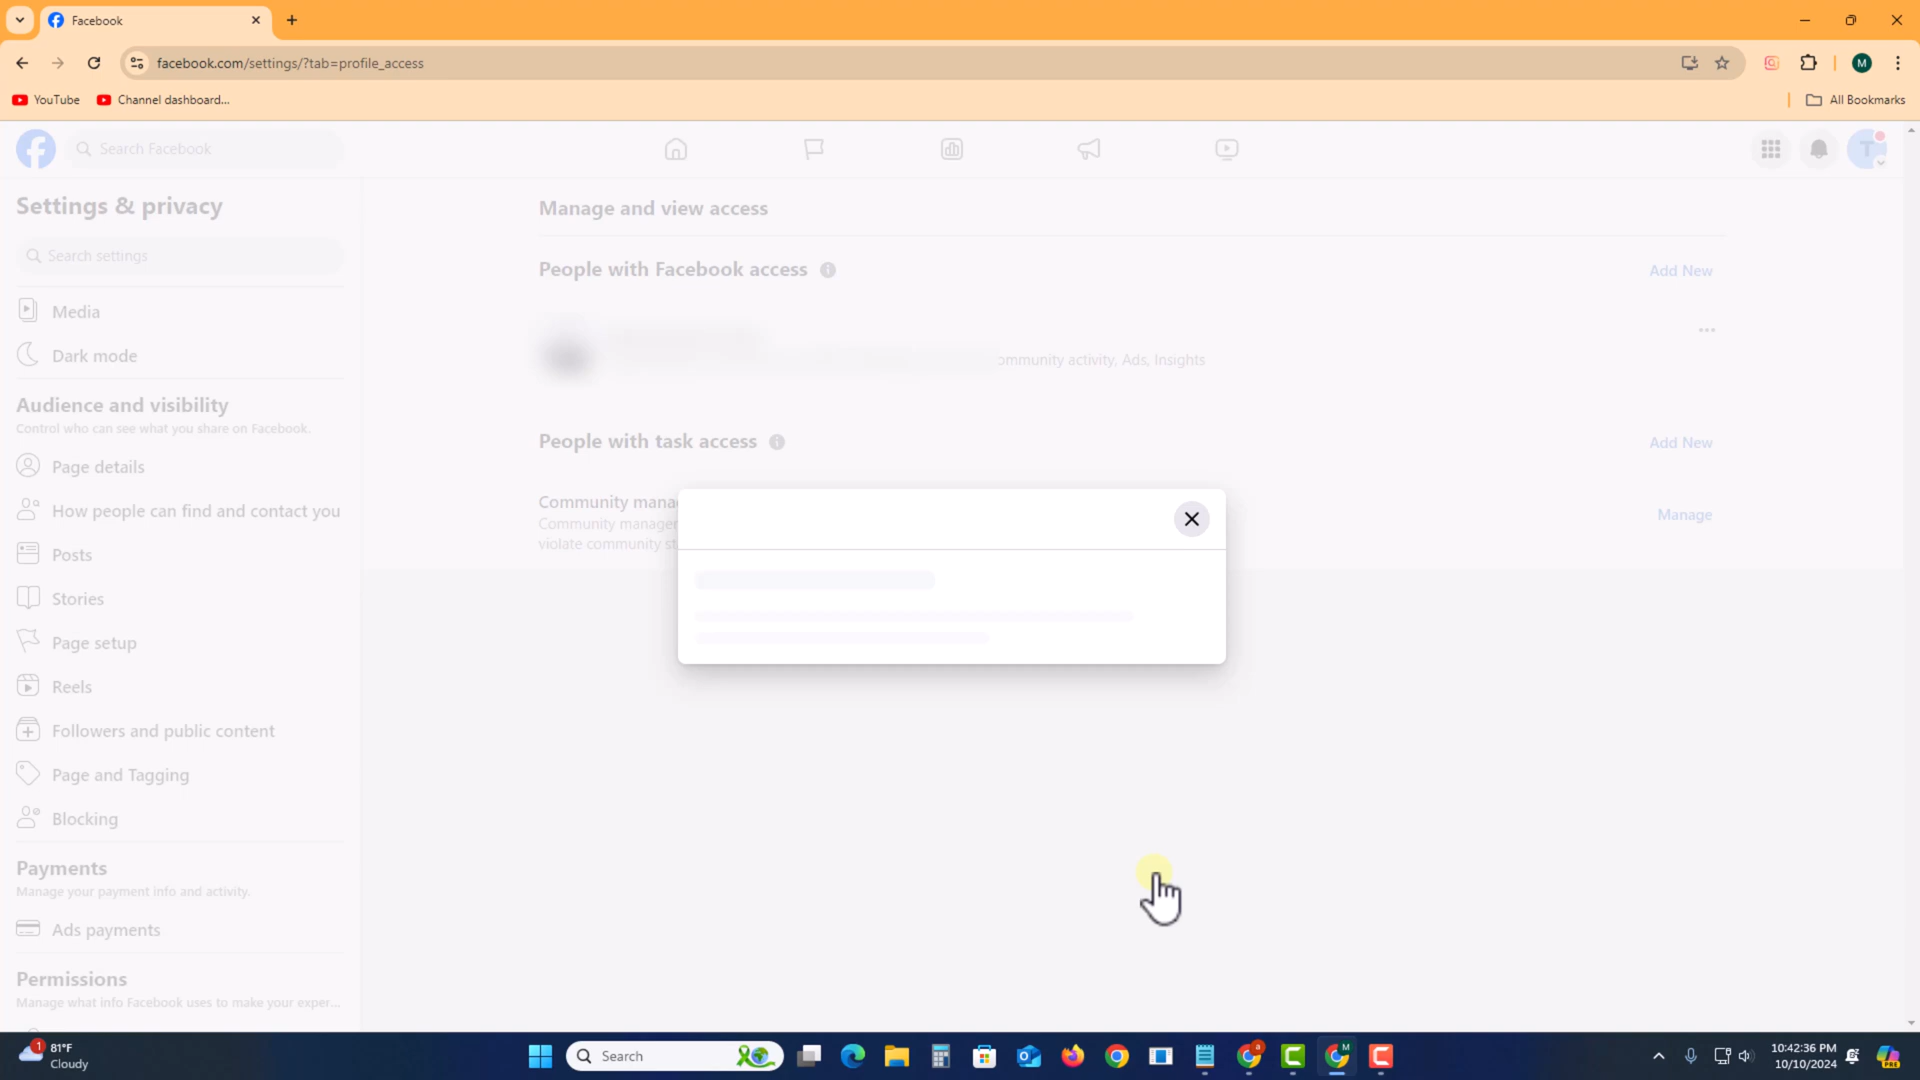 Facebook
facebook.com/settings/?tab=profile_access
M
YouTube
Channel dashboard...
All Bookmarks
Search Facebook
T
Settings & privacy
Search settings
Media
Dark mode
Audience and visibility
Control who can see what you share on Facebook.
Page details
How people can find and contact you
Posts
Stories
Page setup
Reels
Followers and public content
Page and Tagging
Blocking
Payments
Manage your payment info and activity.
Ads payments
Permissions
Manage what info Facebook uses to make your exper...
Manage and view access
People with Facebook access
Add New
ommunity activity, Ads, Insights
People with task access
Add New
Community mana
Community manager
violate community st
Manage
1
81°F
Cloudy
Search
a
M
10:42:36 PM
10/10/2024
PRE